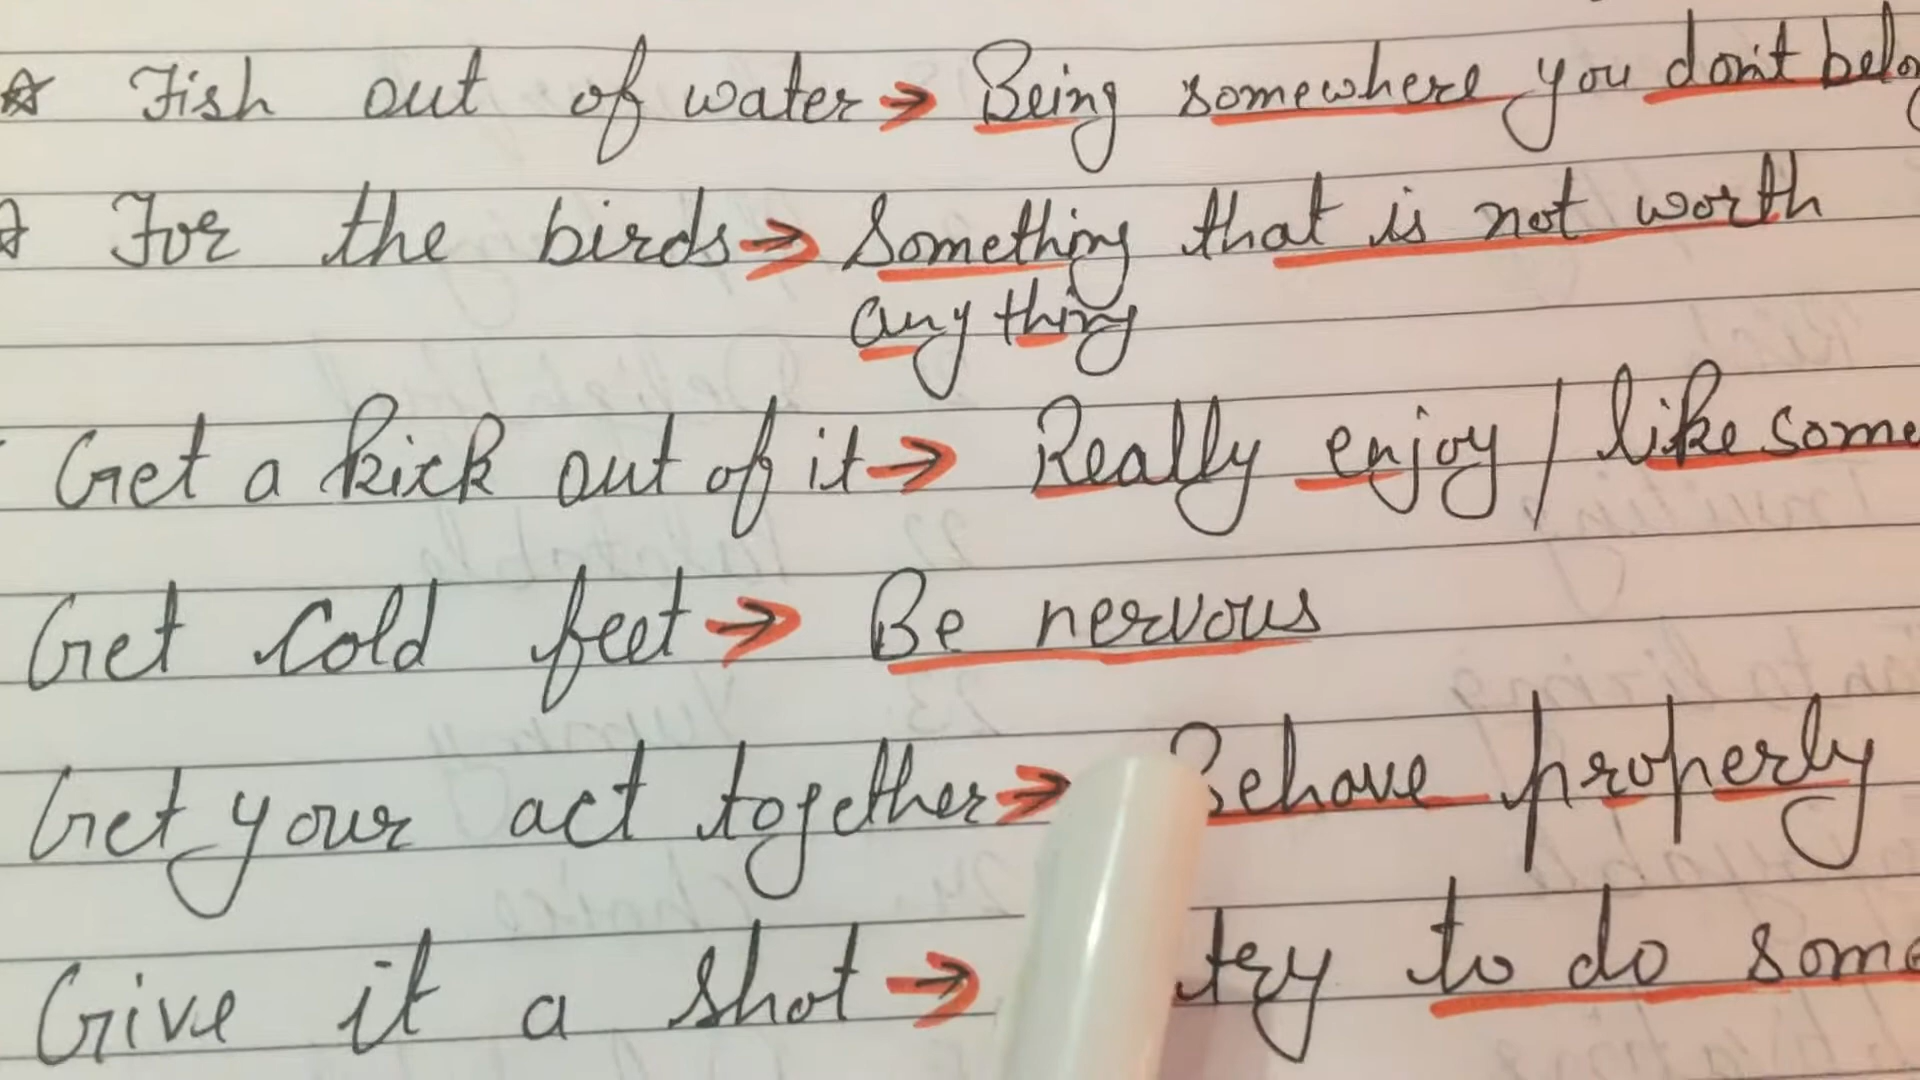 ☆ Fish out of water → Being somewhere you don't belo
For the birds → Something that is not worth
anything
Get a kick out of it → Really enjoy / like some
Get cold feet → Be nervous
Get your act together → Behave properly
Give it a shot → try to do some